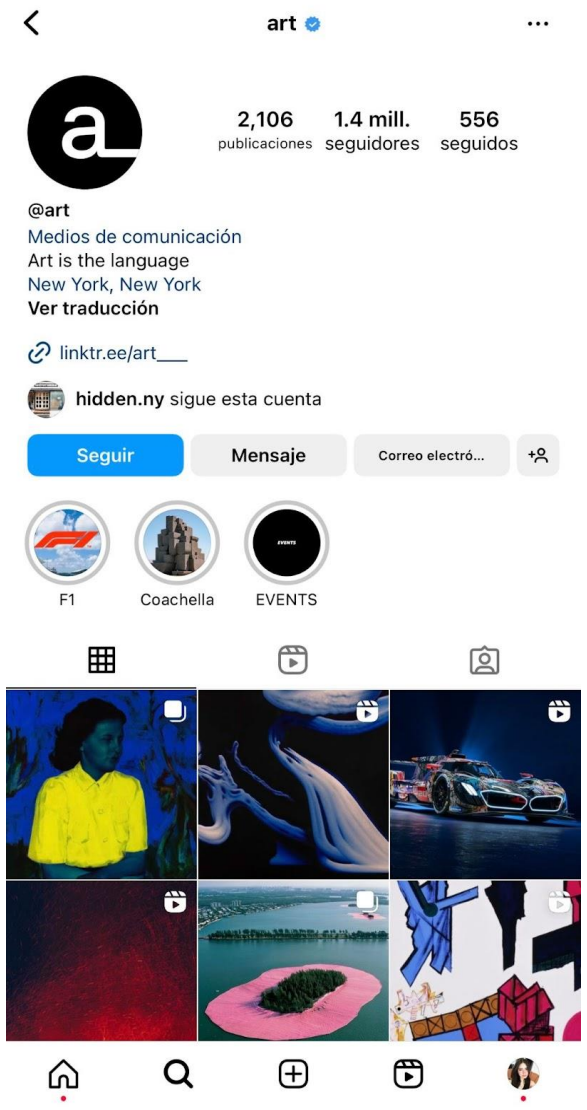 art
a_
2,106 1.4 mill. 556
publicaciones seguidores seguidos
@art
Medios de comunicación
Art is the language
New York, New York
Ver traducción
linktr.ee/art___
hidden.ny sigue esta cuenta
Seguir Mensaje Correo electró...
EVENTS
F1 Coachella EVENTS